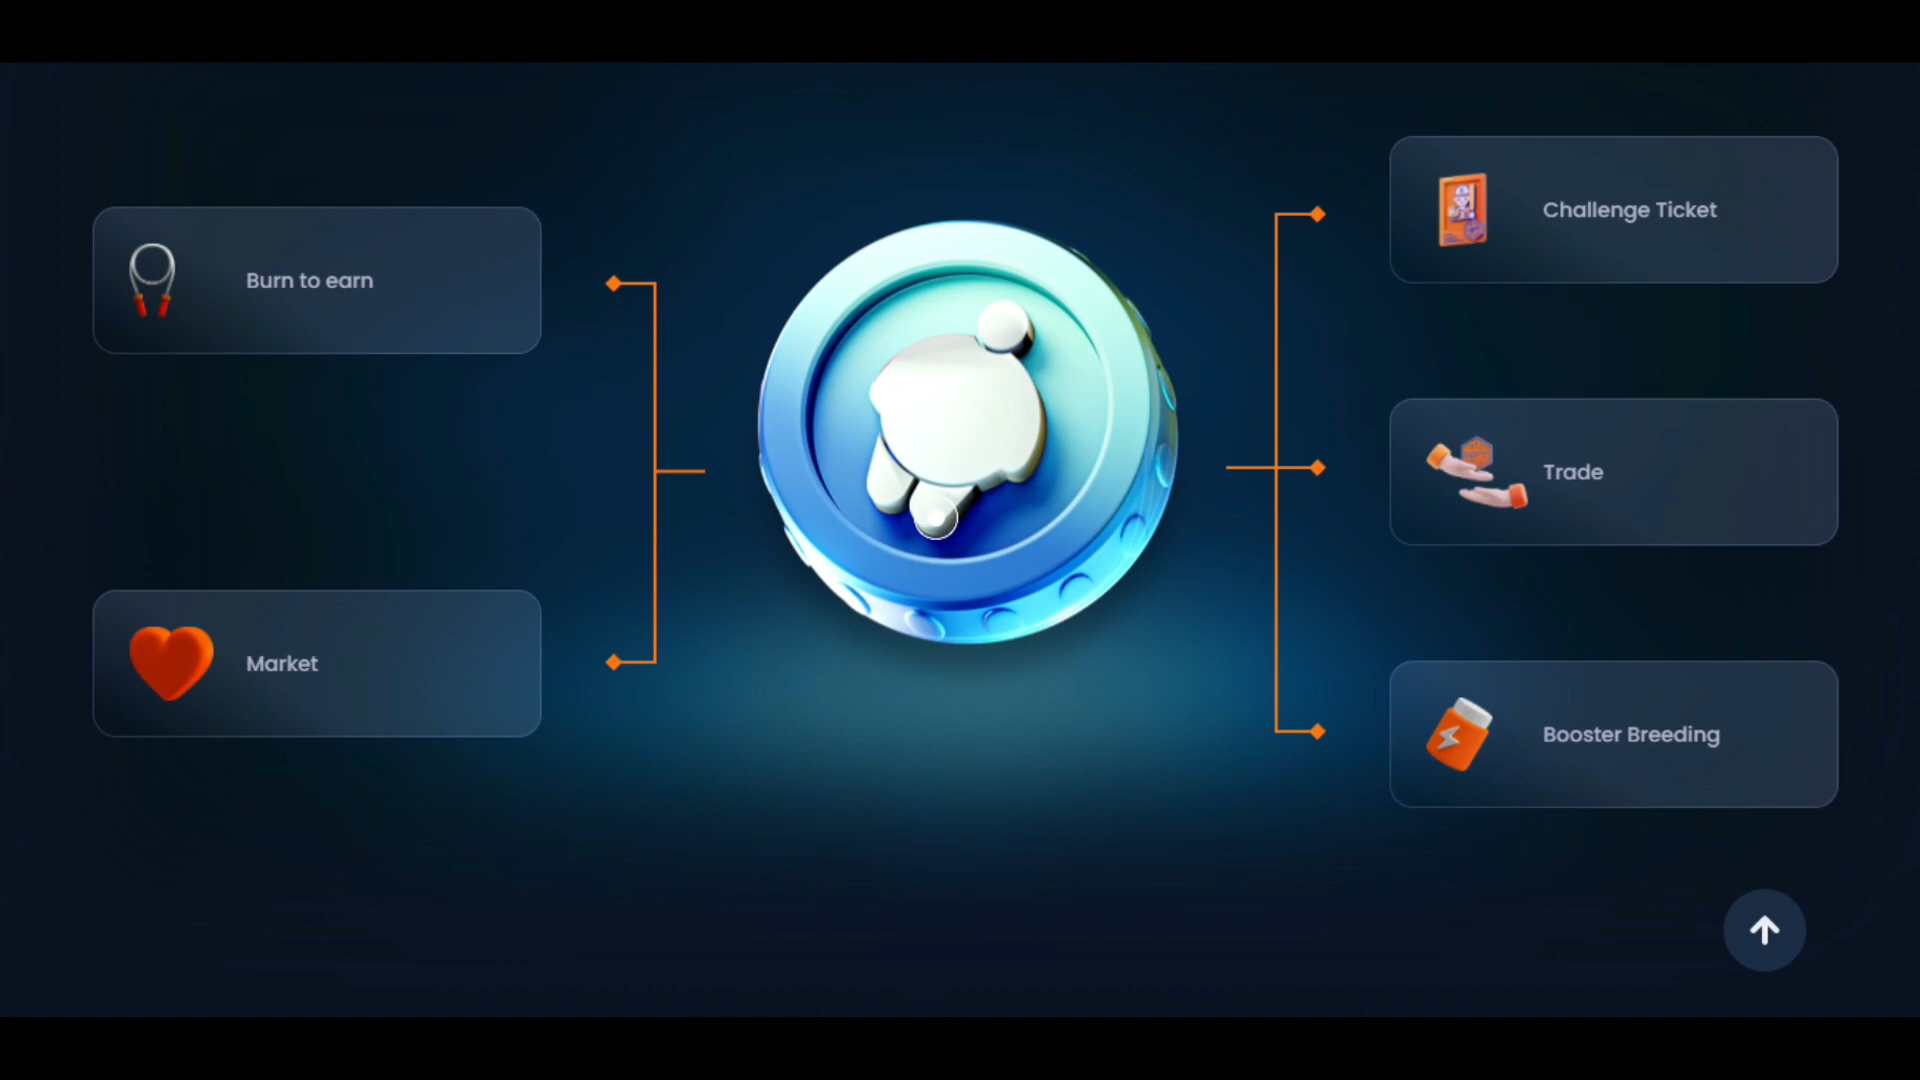 Burn to earn
Market
Challenge Ticket
Trade
Booster Breeding